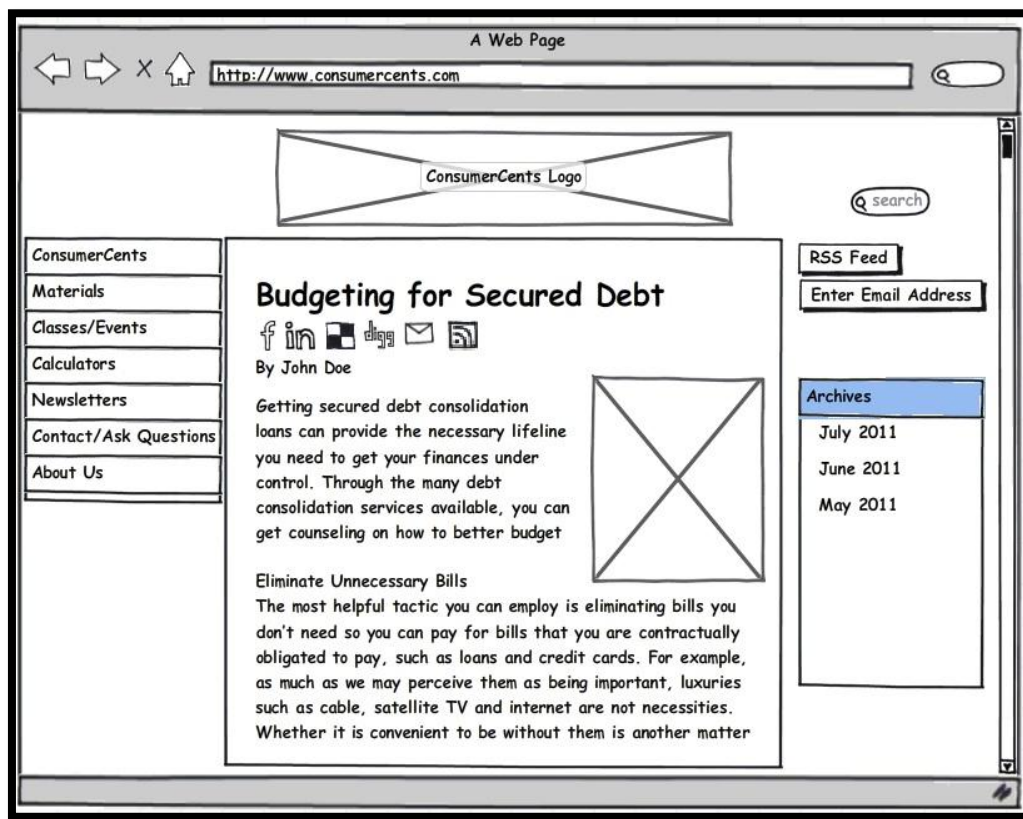 A Web Page
http://www.consumercents.com
ConsumerCents Logo
search
ConsumerCents
Materials
Classes/Events
Calculators
Newsletters
Contact/Ask Questions
About Us
Budgeting for Secured Debt
f in digg
By John Doe
Getting secured debt consolidation
loans can provide the necessary lifeline
you need to get your finances under
control. Through the many debt
consolidation services available, you can
get counseling on how to better budget
Eliminate Unnecessary Bills
The most helpful tactic you can employ is eliminating bills you
don't need so you can pay for bills that you are contractually
obligated to pay, such as loans and credit cards. For example,
as much as we may perceive them as being important, luxuries
such as cable, satellite TV and internet are not necessities.
Whether it is convenient to be without them is another matter
RSS Feed
Enter Email Address
Archives
July 2011
June 2011
May 2011